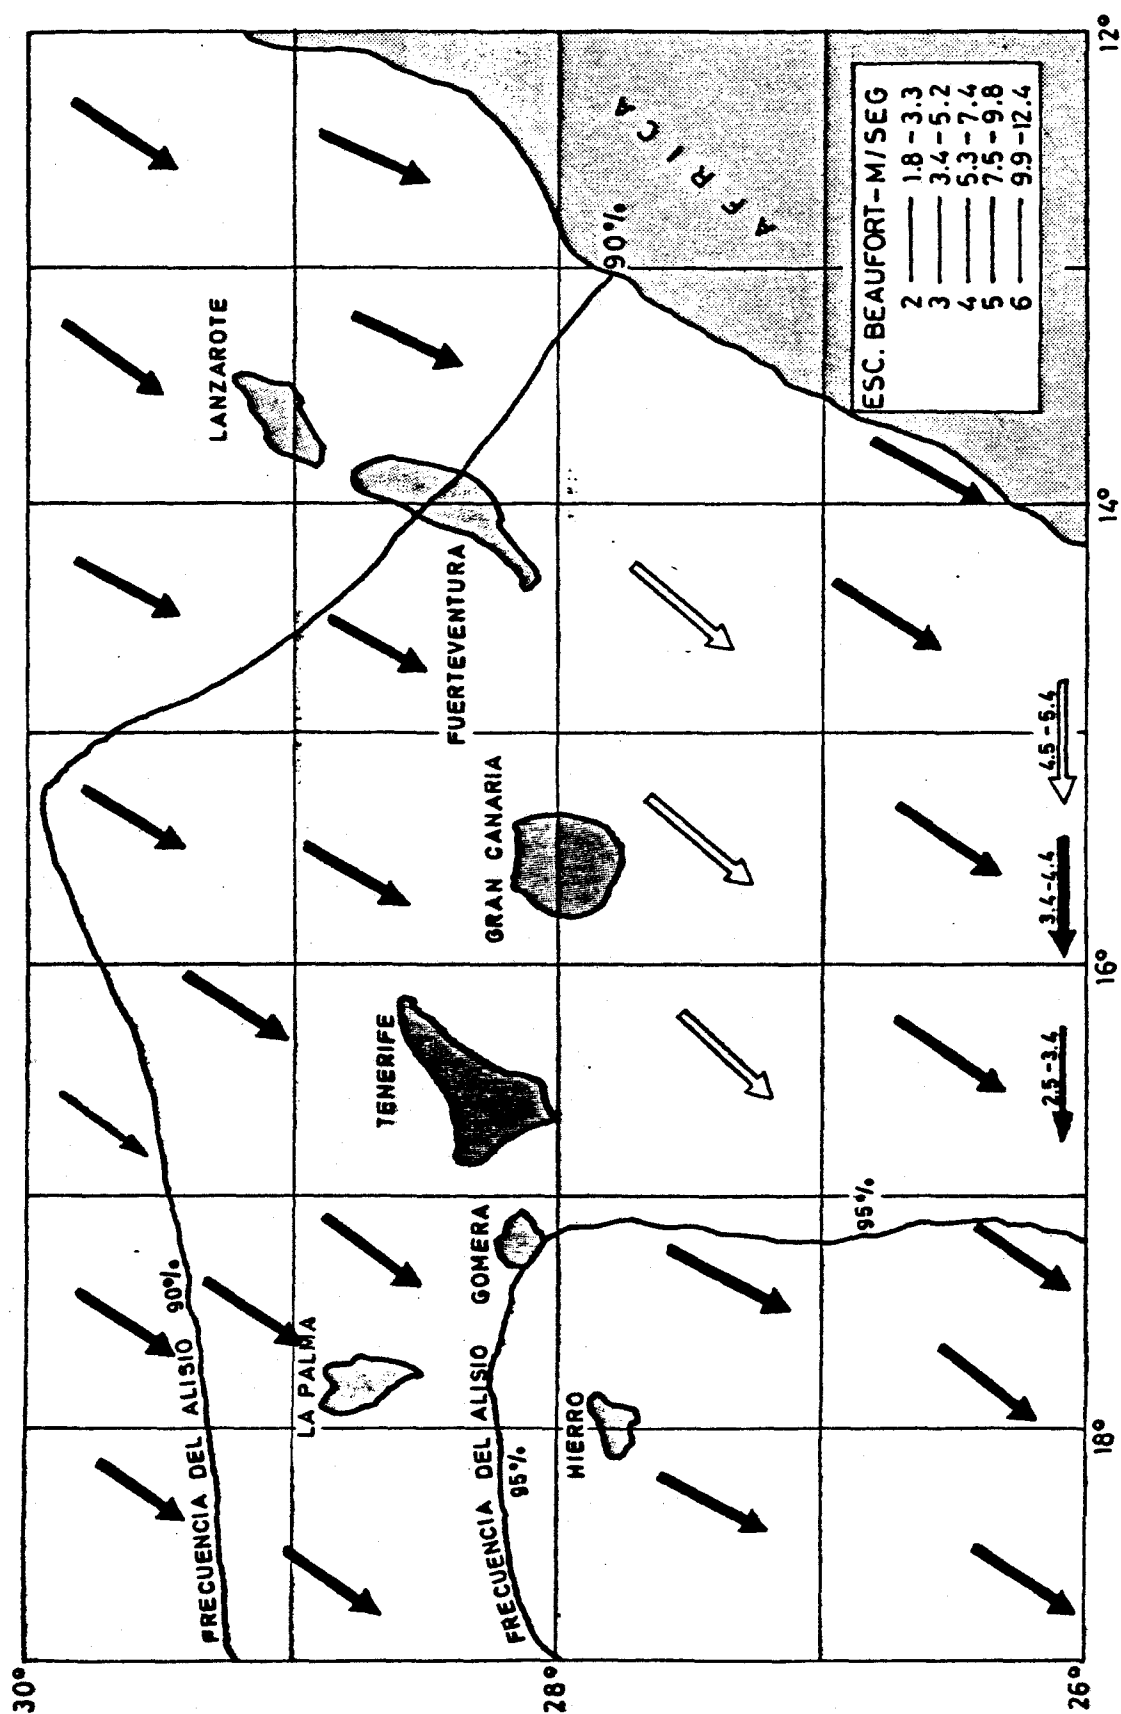 30°
28°
26°
12°
14°
16°
18°
LANZAROTE
FUERTEVENTURA
GRAN CANARIA
TENERIFE
GOMERA
LA PALMA
HIERRO
AFRICA
90%
FRECUENCIA DEL ALISIO 90%
FRECUENCIA DEL ALISIO
95%
95%
2.5-3.4
3.4-4.4
4.5-5.4
ESC. BEAUFORT-M/SEG
2 — 1.8-3.3
3 — 3.4-5.2
4 — 5.3-7.4
5 — 7.5-9.8
6 — 9.9-12.4